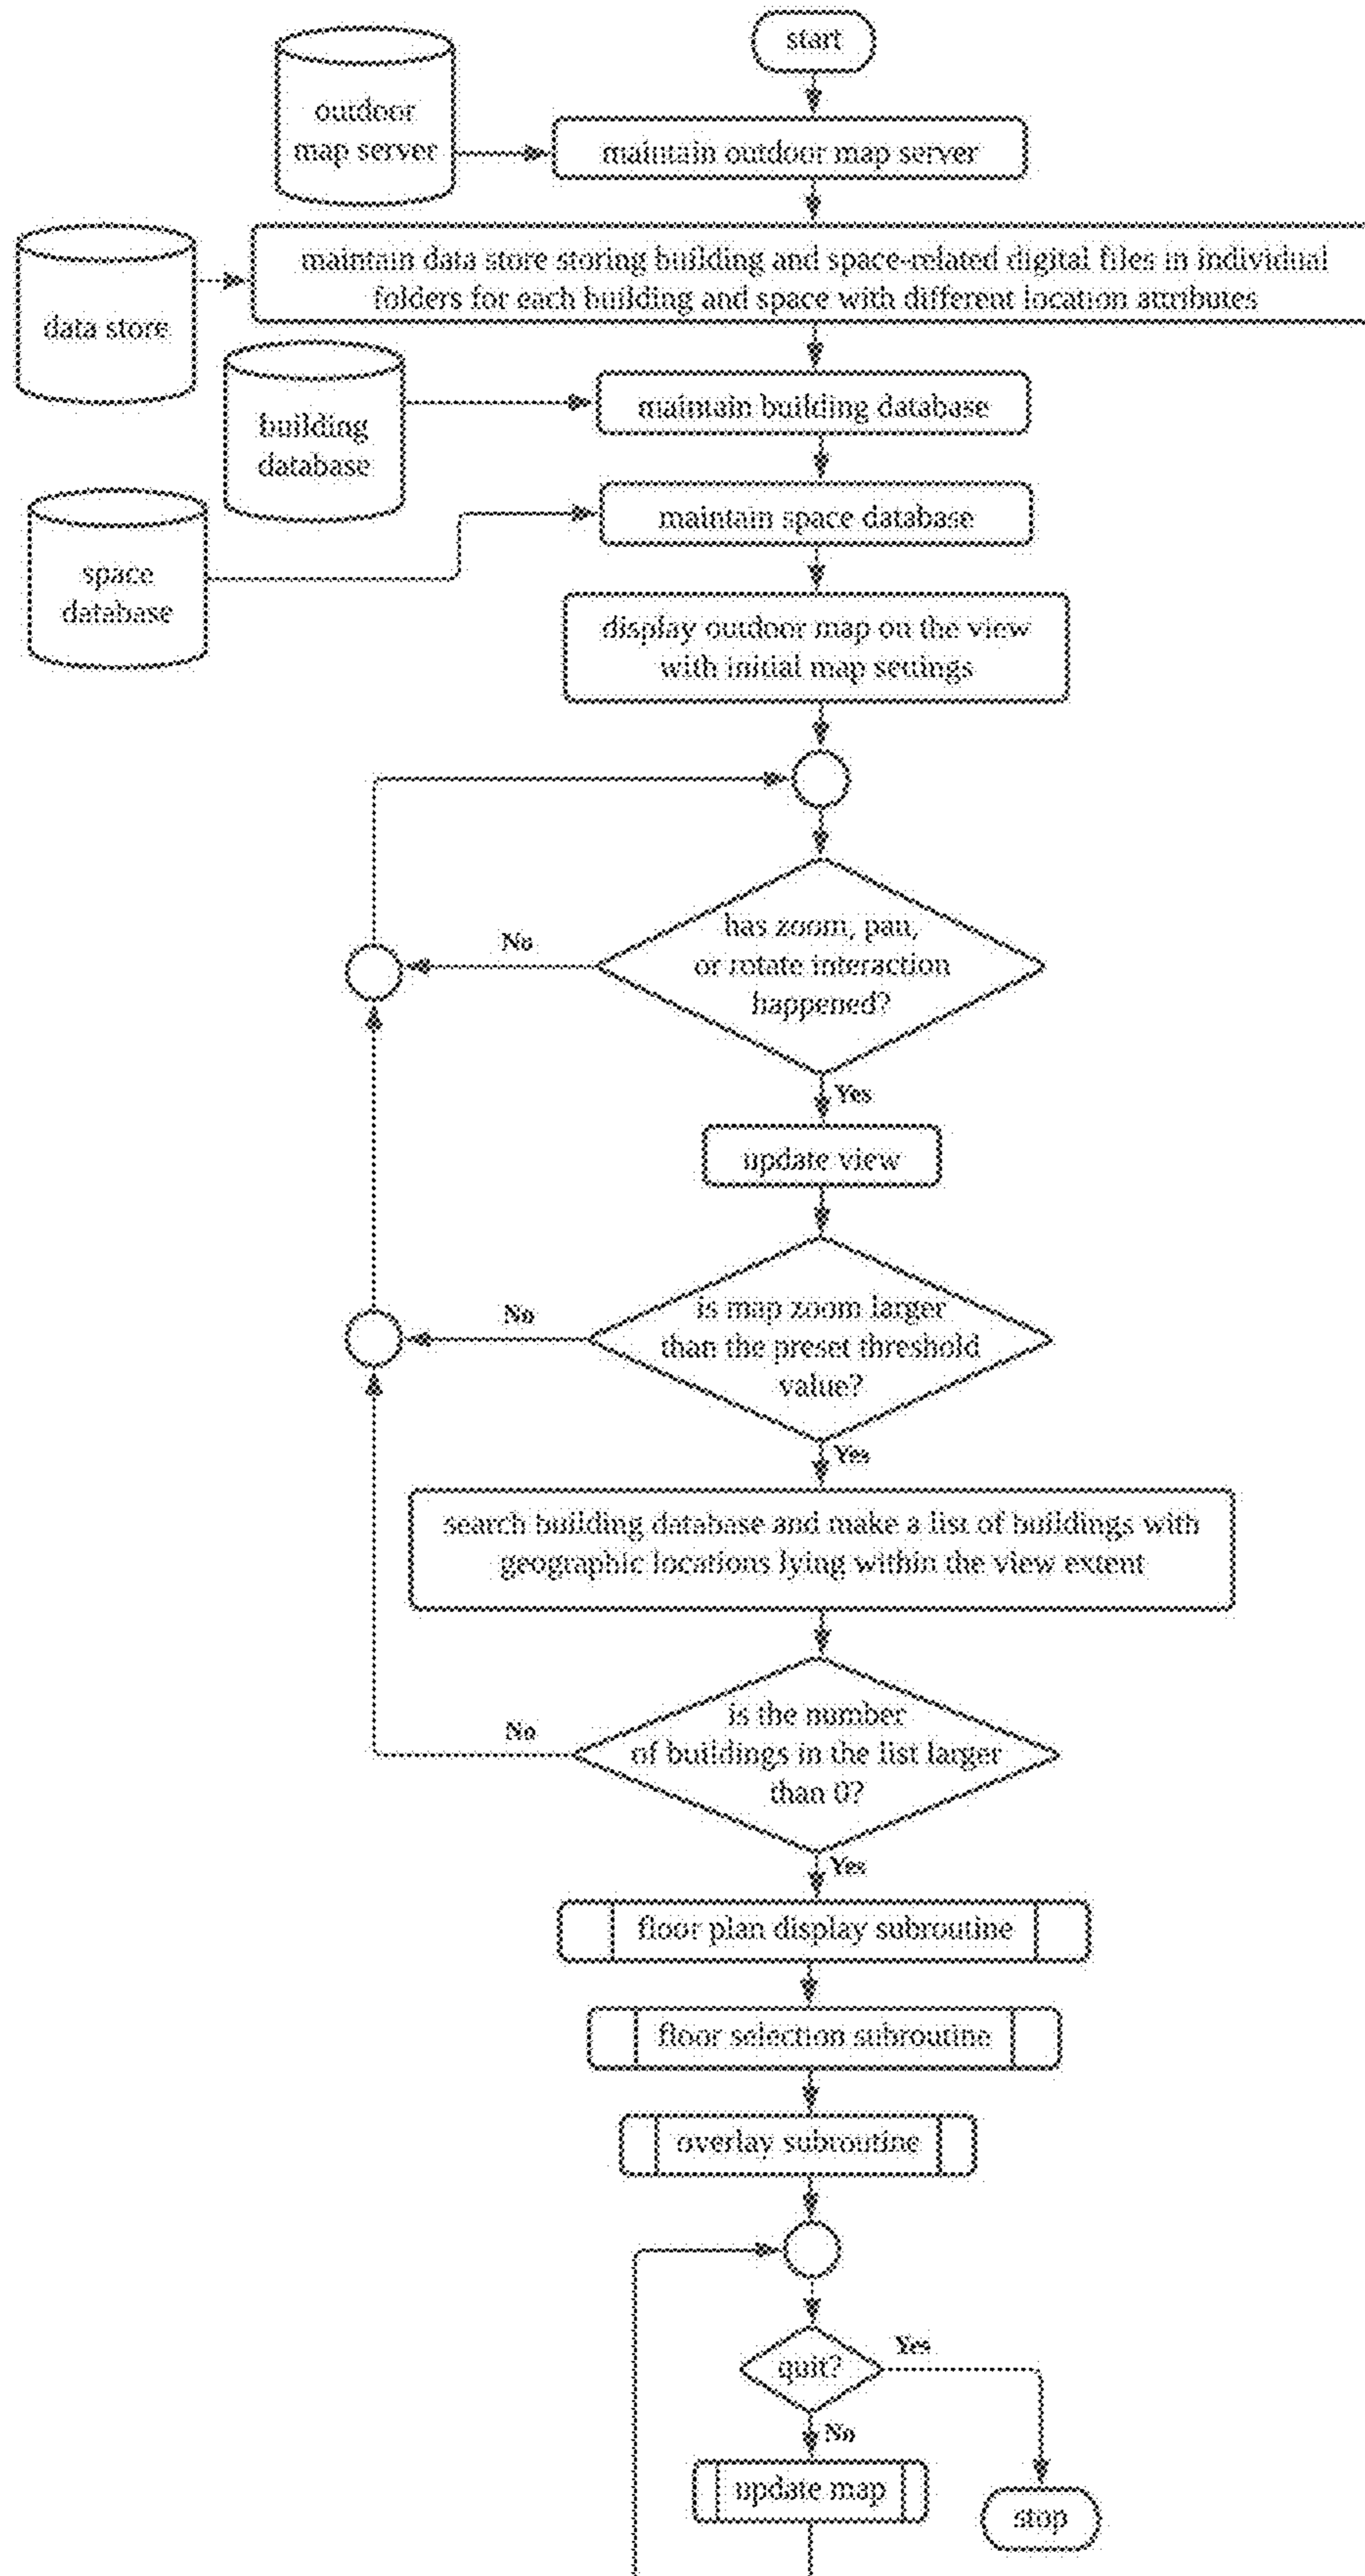 start
outdoor
map server
maintain outdoor map server
maintain data store storing building and space-related digital files in individual
folders for each building and space with different location attributes
data store
building
database
maintain building database
maintain space database
space
database
display outdoor map on the view
with initial map settings
has zoom, pan,
or rotate interaction
happened?
No
Yes
update view
is map zoom larger
than the preset threshold
value?
No
Yes
search building database and make a list of buildings with
geographic locations lying within the view extent
is the number
of buildings in the list larger
than 0?
No
Yes
floor plan display subroutine
floor selection subroutine
overlay subroutine
quit?
Yes
No
update map
stop